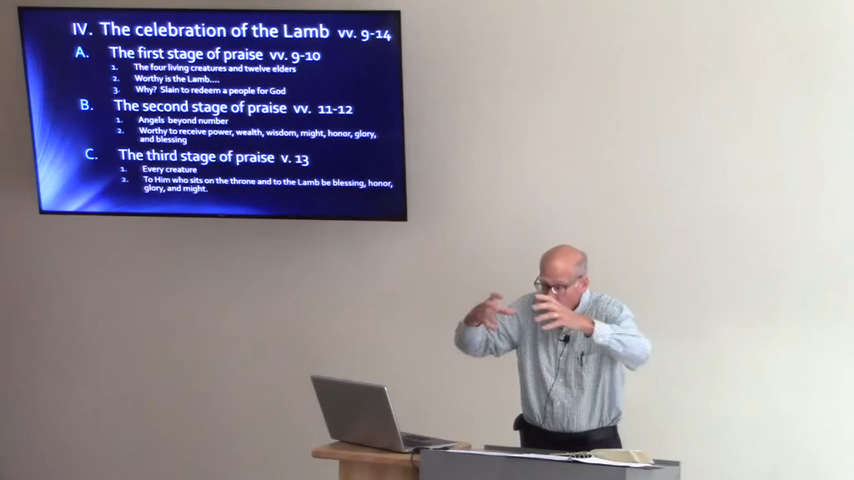 IV. The celebration of the Lamb vv. 9-14
A. The first stage of praise vv. 9-10
1. The four living creatures and twelve elders
2. Worthy is the Lamb....
3. Why? Slain to redeem a people for God
B. The second stage of praise vv. 11-12
1. Angels beyond number
2. Worthy to receive power, wealth, wisdom, might, honor, glory,
and blessing
C. The third stage of praise v. 13
1. Every creature
2. To Him who sits on the throne and to the Lamb be blessing, honor,
glory, and might.